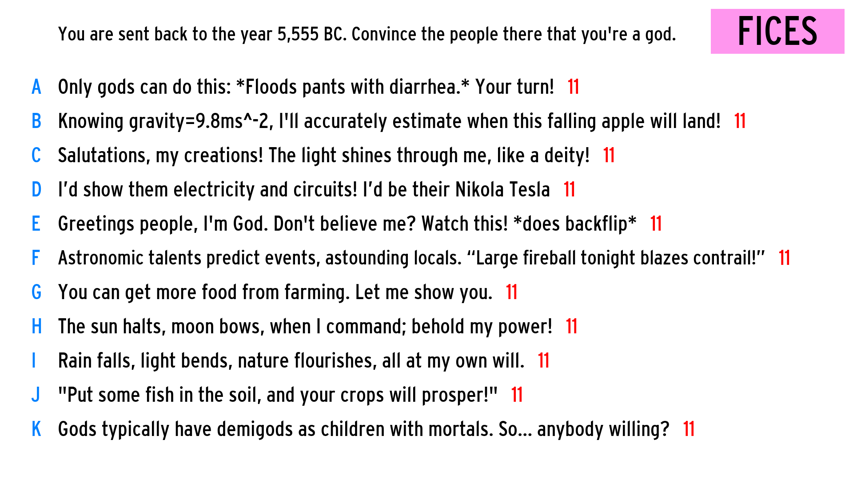 You are sent back to the year 5,555 BC. Convince the people there that you're a god.
FICES
A Only gods can do this: *Floods pants with diarrhea.* Your turn! 11
B Knowing gravity=9.8ms^-2, I'll accurately estimate when this falling apple will land! 11
C Salutations, my creations! The light shines through me, like a deity! 11
D I’d show them electricity and circuits! I’d be their Nikola Tesla 11
E Greetings people, I'm God. Don't believe me? Watch this! *does backflip* 11
F Astronomic talents predict events, astounding locals. “Large fireball tonight blazes contrail!” 11
G You can get more food from farming. Let me show you. 11
H The sun halts, moon bows, when I command; behold my power! 11
I Rain falls, light bends, nature flourishes, all at my own will. 11
J "Put some fish in the soil, and your crops will prosper!" 11
K Gods typically have demigods as children with mortals. So... anybody willing? 11